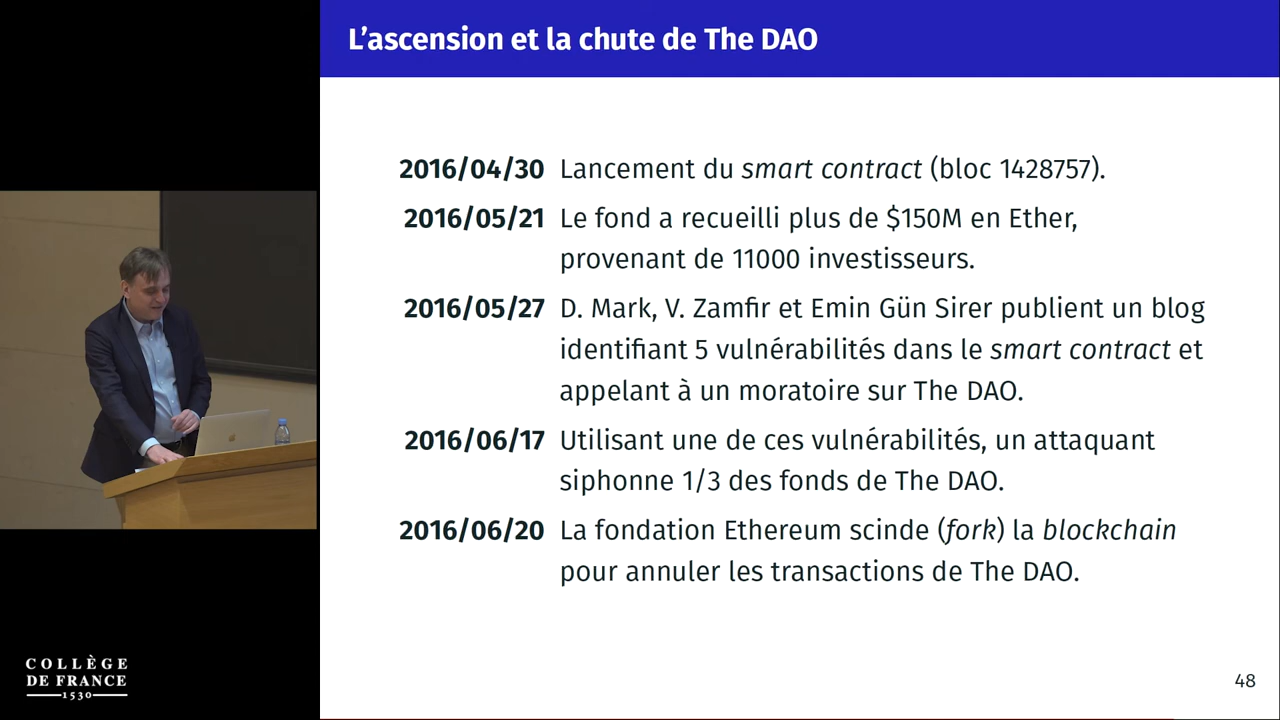 L'ascension et la chute de The DAO
2016/04/30 Lancement du smart contract (bloc 1428757).
2016/05/21 Le fond a recueilli plus de $150M en Ether,
provenant de 11000 investisseurs.
2016/05/27 D. Mark, V. Zamfir et Emin Gün Sirer publient un blog
identifiant 5 vulnérabilités dans le smart contract et
appelant à un moratoire sur The DAO.
2016/06/17 Utilisant une de ces vulnérabilités, un attaquant
siphonne 1/3 des fonds de The DAO.
2016/06/20 La fondation Ethereum scinde (fork) la blockchain
pour annuler les transactions de The DAO.
COLLÈGE
DE FRANCE
1530
48